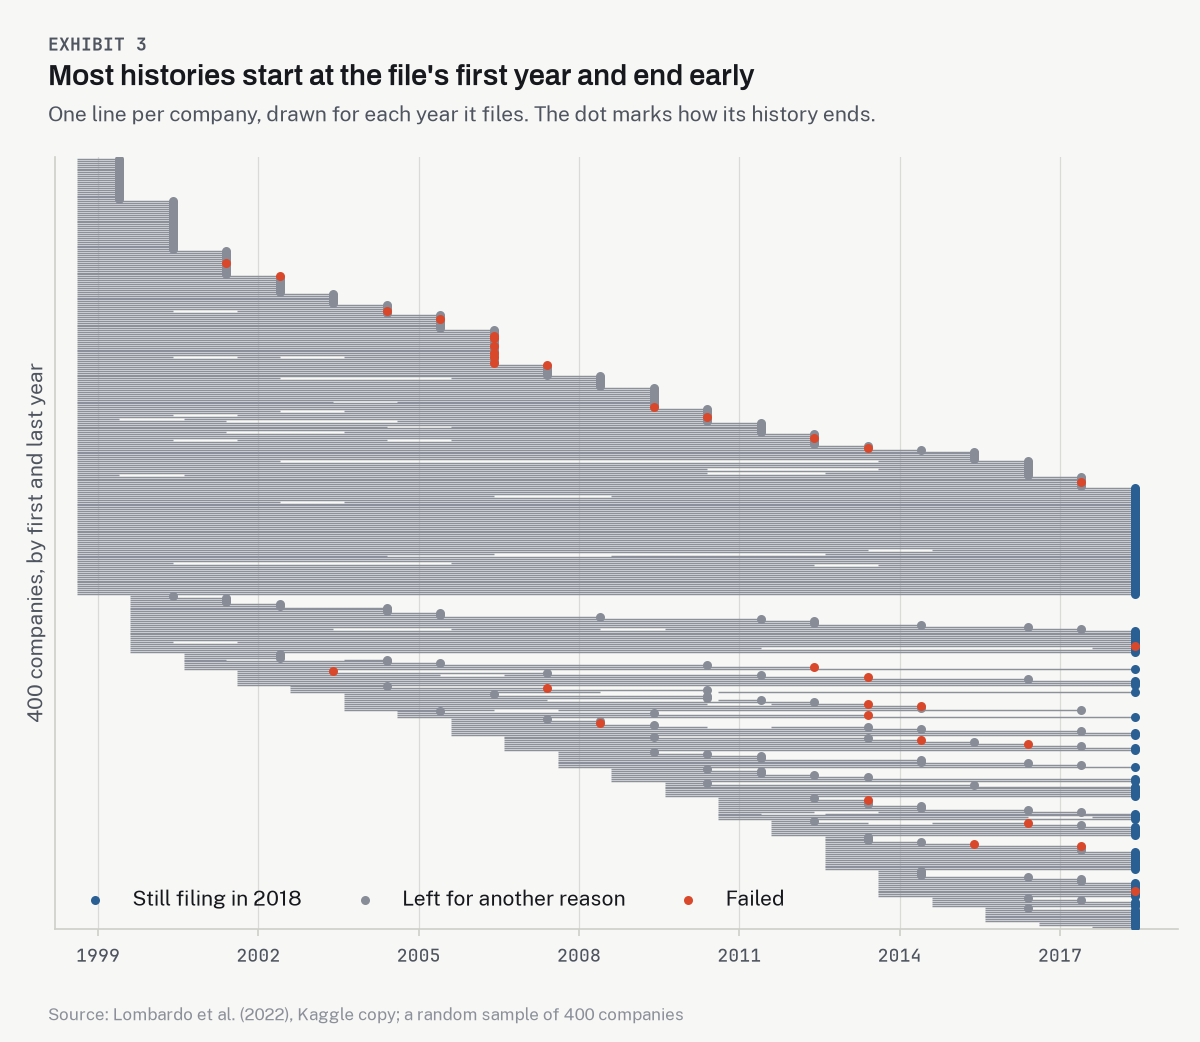 EXHIBIT 3
Most histories start at the file's first year and end early
One line per company, drawn for each year it files. The dot marks how its history ends.
400 companies, by first and last year
Still filing in 2018
Left for another reason
Failed
1999 2002 2005 2008 2011 2014 2017
Source: Lombardo et al. (2022), Kaggle copy; a random sample of 400 companies